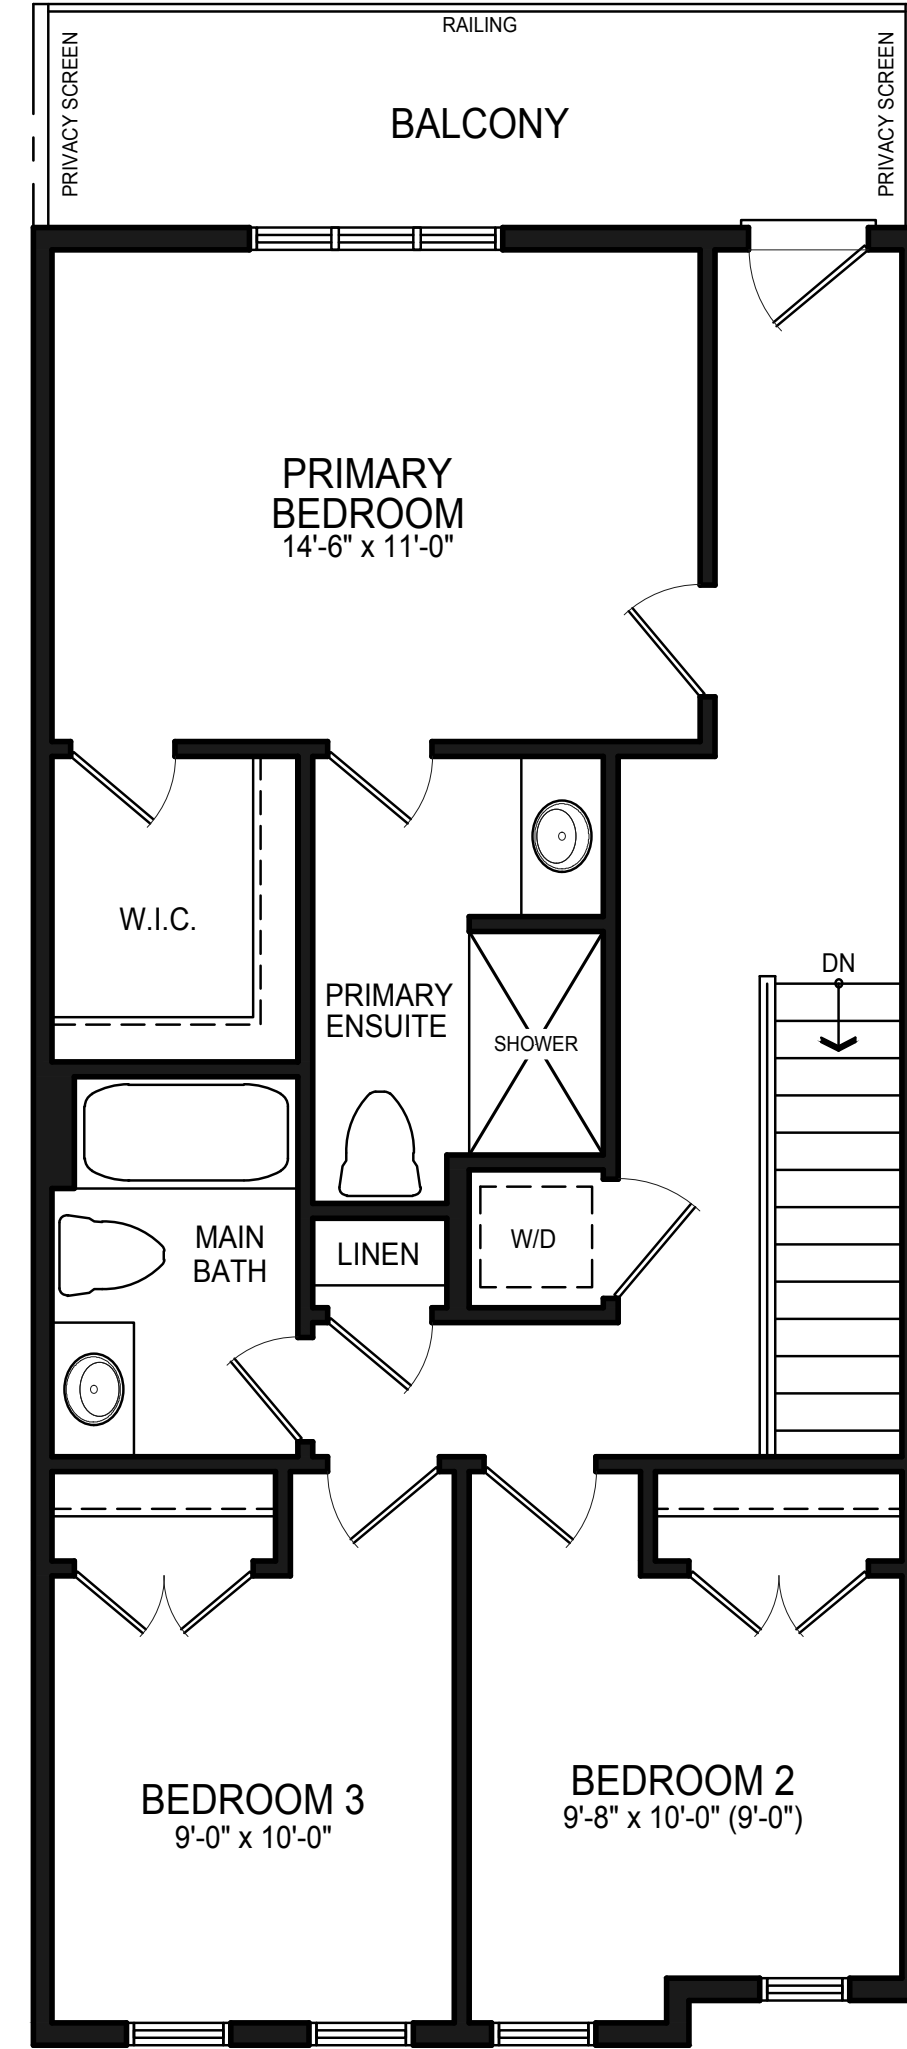 RAILING
PRIVACY SCREEN
PRIVACY SCREEN
BALCONY
PRIMARY
BEDROOM
14'-6" x 11'-0"
W.I.C.
PRIMARY
ENSUITE
SHOWER
DN
MAIN
BATH
LINEN
W/D
BEDROOM 3
9'-0" x 10'-0"
BEDROOM 2
9'-8" x 10'-0" (9'-0")